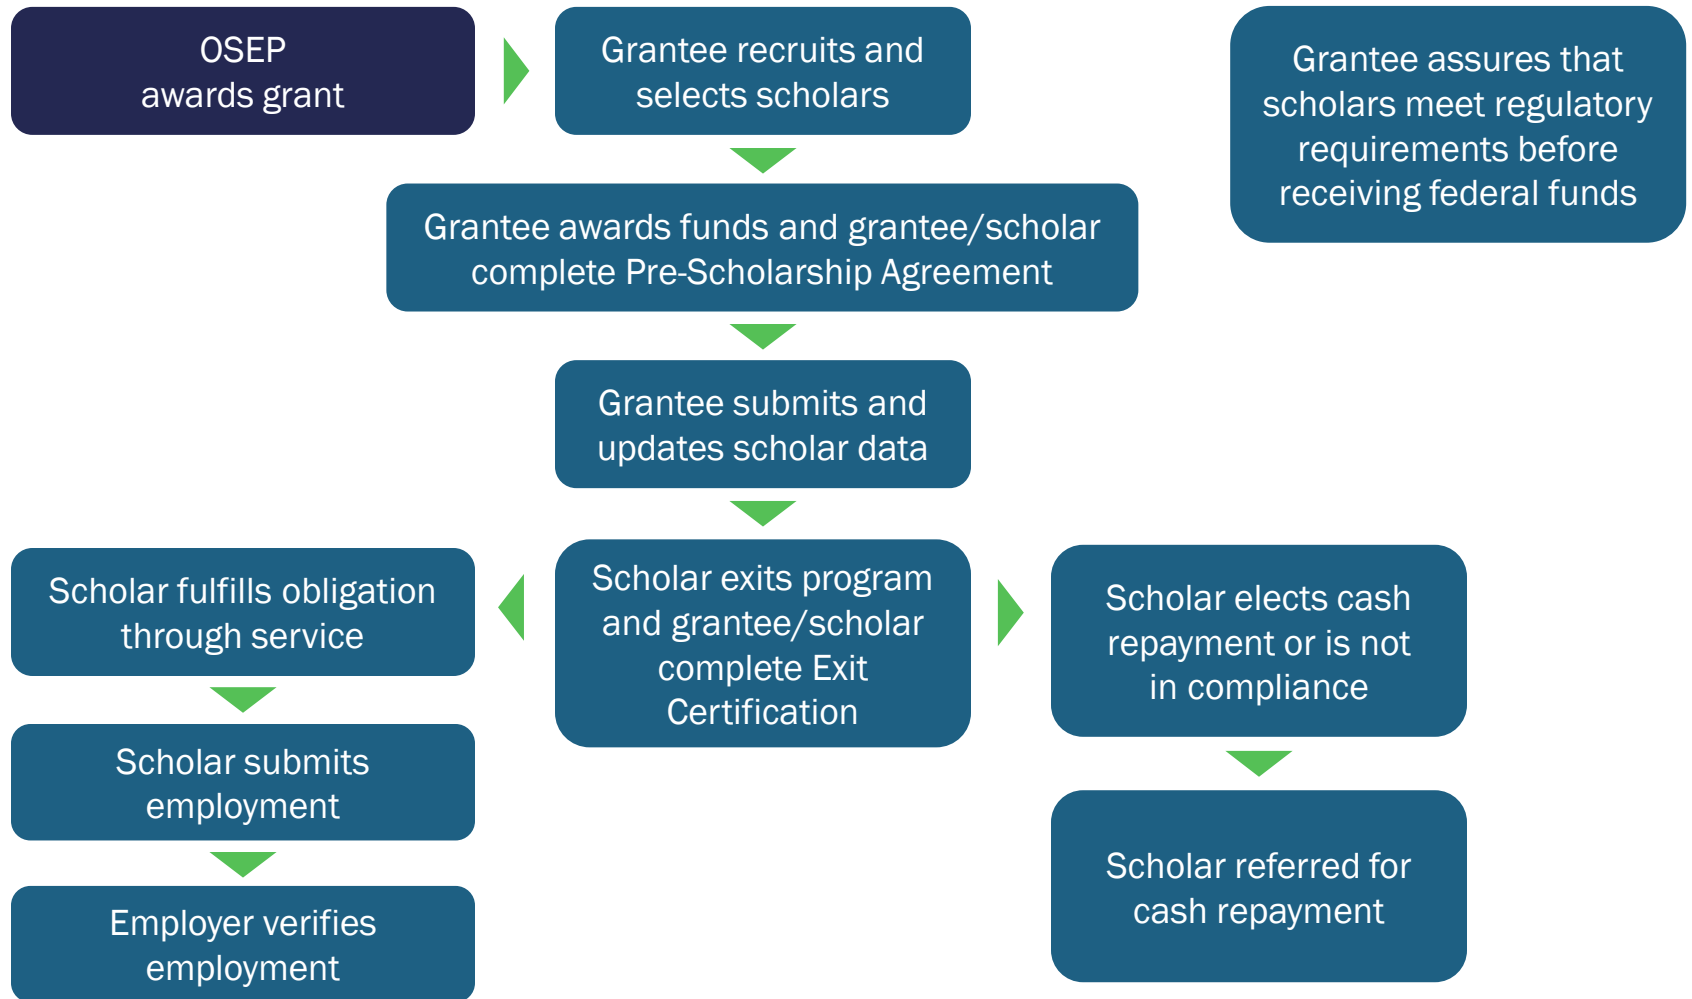 OSEP
awards grant
Grantee recruits and
selects scholars
Grantee assures that
scholars meet regulatory
requirements before
receiving federal funds
Grantee awards funds and grantee/scholar
complete Pre-Scholarship Agreement
Grantee submits and
updates scholar data
Scholar exits program
and grantee/scholar
complete Exit
Certification
Scholar fulfills obligation
through service
Scholar submits
employment
Employer verifies
employment
Scholar elects cash
repayment or is not
in compliance
Scholar referred for
cash repayment